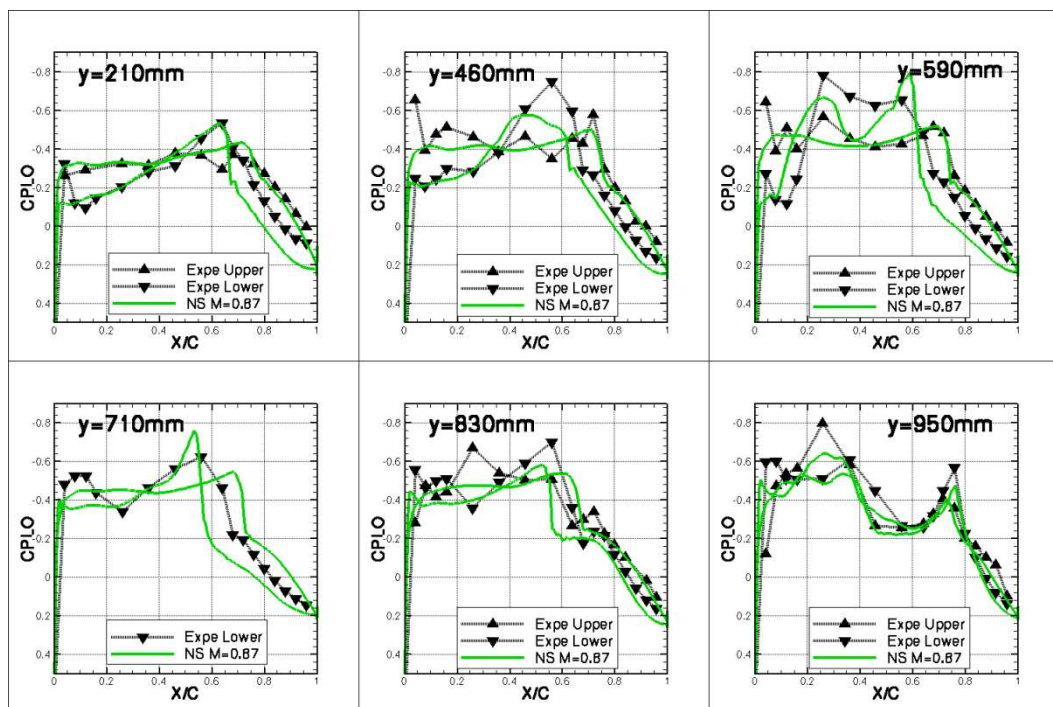 y=210mm
-0.8
-0.6
-0.4
-0.2
0
0.2
0.4
CPLO
Expe Upper
Expe Lower
NS M=0.87
0 0.2 0.4 0.6 0.8 1
X/C
y=460mm
-0.8
-0.6
-0.4
-0.2
0
0.2
0.4
CPLO
Expe Upper
Expe Lower
NS M=0.87
0 0.2 0.4 0.6 0.8 1
X/C
y=590mm
-0.8
-0.6
-0.4
-0.2
0
0.2
0.4
CPLO
Expe Upper
Expe Lower
NS M=0.87
0 0.2 0.4 0.6 0.8 1
X/C
y=710mm
-0.8
-0.6
-0.4
-0.2
0
0.2
0.4
CPLO
Expe Lower
NS M=0.87
0 0.2 0.4 0.6 0.8 1
X/C
y=830mm
-0.8
-0.6
-0.4
-0.2
0
0.2
0.4
CPLO
Expe Upper
Expe Lower
NS M=0.87
0 0.2 0.4 0.6 0.8 1
X/C
y=950mm
-0.8
-0.6
-0.4
-0.2
0
0.2
0.4
CPLO
Expe Upper
Expe Lower
NS M=0.87
0 0.2 0.4 0.6 0.8 1
X/C